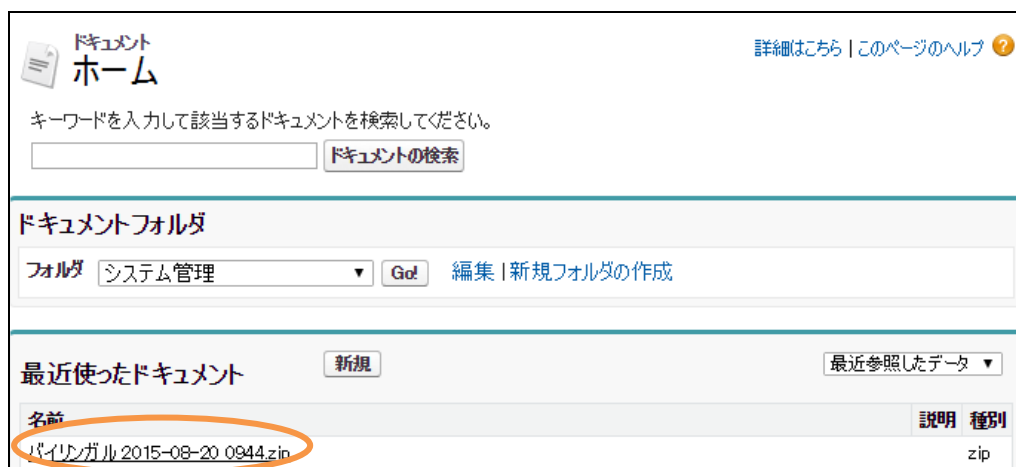 ドキュメント
ホーム
詳細はこちら | このページのヘルプ ?
キーワードを入力して該当するドキュメントを検索してください。
ドキュメントの検索
ドキュメントフォルダ
フォルダ システム管理 ▼ Go! 編集 | 新規フォルダの作成
最近使ったドキュメント 新規 最近参照したデータ ▼
名前 説明 種別
バイリンガル 2015-08-20 0944.zip zip